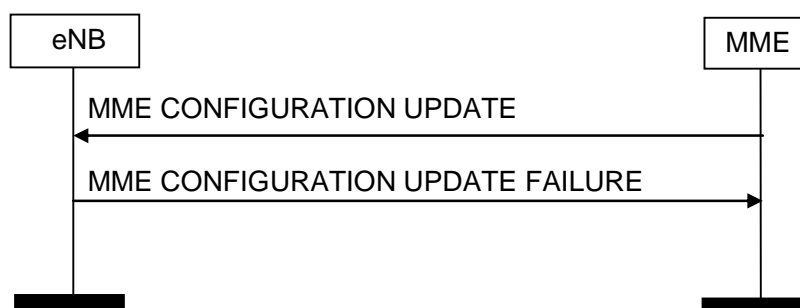 eNB
MME
MME CONFIGURATION UPDATE
MME CONFIGURATION UPDATE FAILURE